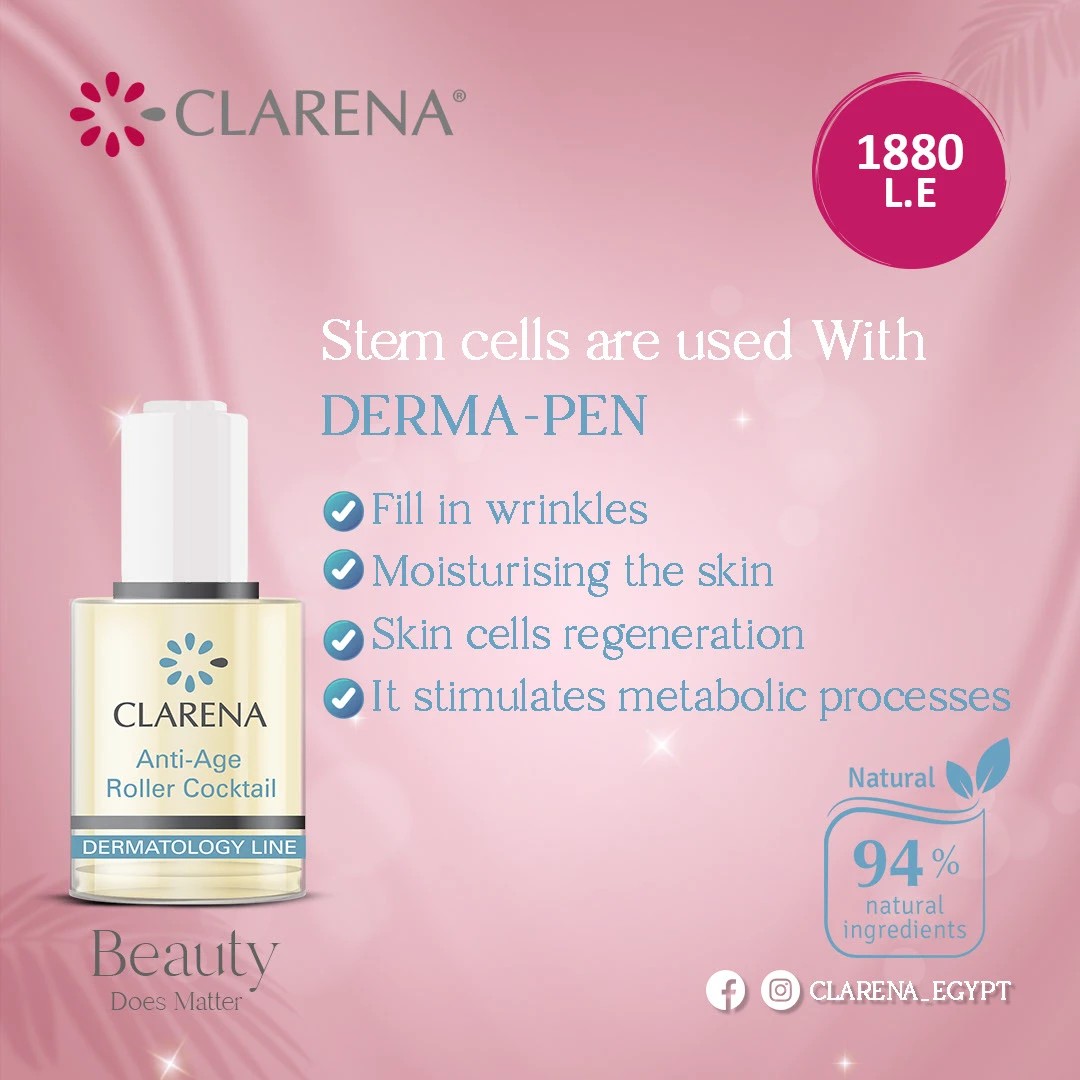 CLARENA®
1880
L.E
Stem cells are used With
DERMA-PEN
Fill in wrinkles
Moisturising the skin
Skin cells regeneration
It stimulates metabolic processes
CLARENA
Anti-Age
Roller Cocktail
DERMATOLOGY LINE
Natural
94%
natural
ingredients
Beauty
Does Matter
CLARENA_EGYPT